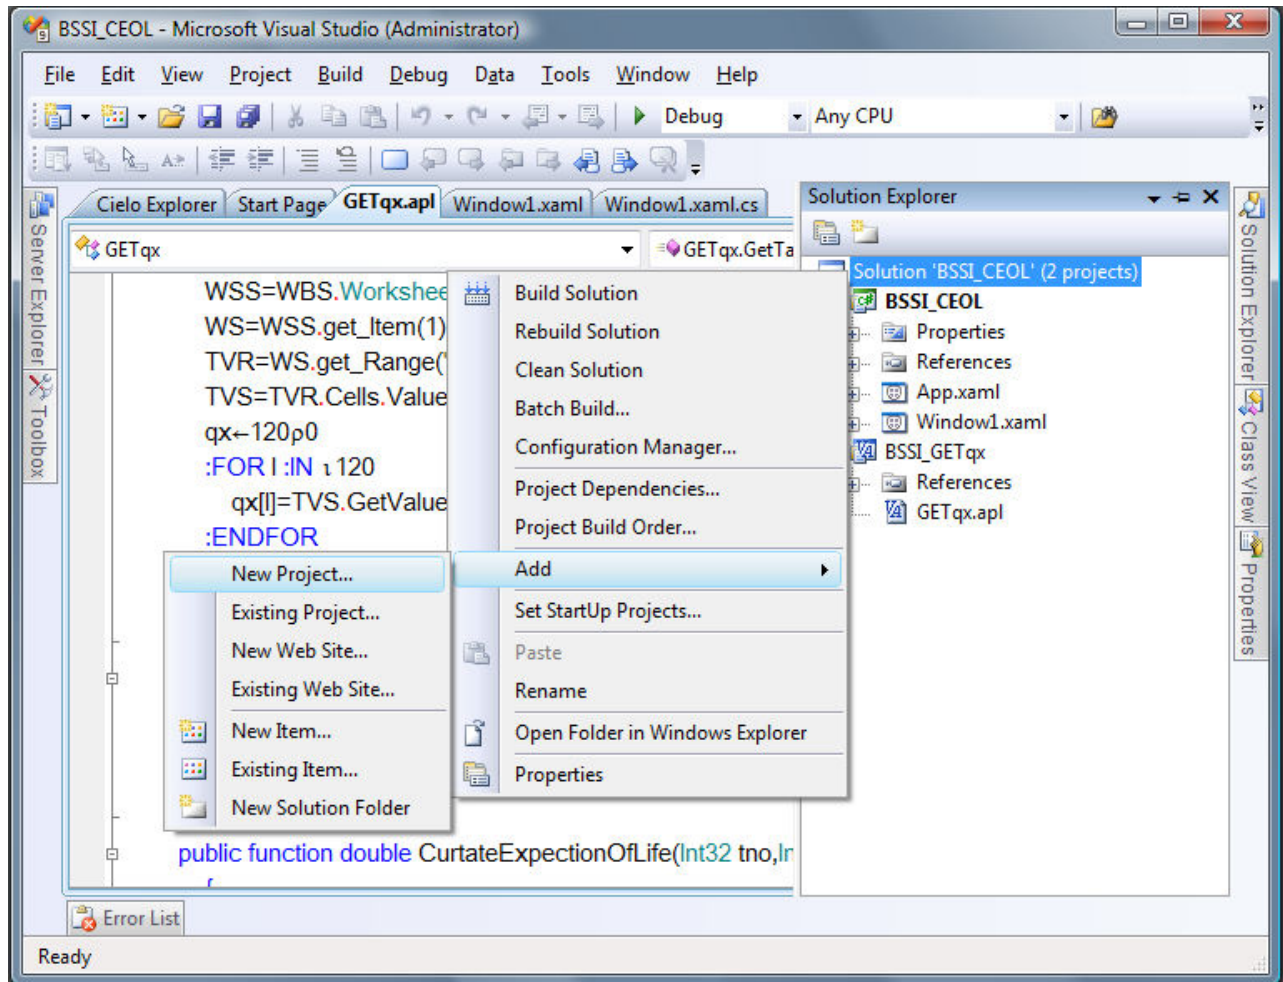 BSSI_CEOL - Microsoft Visual Studio (Administrator)
File Edit View Project Build Debug Data Tools Window Help
Debug Any CPU
Cielo Explorer Start Page GETqx.apl Window1.xaml Window1.xaml.cs
GETqx GETqx.GetTa
WSS=WBS.Workshee
WS=WSS.get_Item(1)
TVR=WS.get_Range('
TVS=TVR.Cells.Value
qx←120⍴0
:FOR I :IN ⍳120
qx[I]=TVS.GetValue
:ENDFOR
public function double CurtateExpectionOfLife(Int32 tno,In
{
Build Solution
Rebuild Solution
Clean Solution
Batch Build...
Configuration Manager...
Project Dependencies...
Project Build Order...
Add
Set StartUp Projects...
Paste
Rename
Open Folder in Windows Explorer
Properties
New Project...
Existing Project...
New Web Site...
Existing Web Site...
New Item...
Existing Item...
New Solution Folder
Solution Explorer
Solution 'BSSI_CEOL' (2 projects)
BSSI_CEOL
Properties
References
App.xaml
Window1.xaml
BSSI_GETqx
References
GETqx.apl
Server Explorer
Toolbox
Solution Explorer
Class View
Properties
Error List
Ready